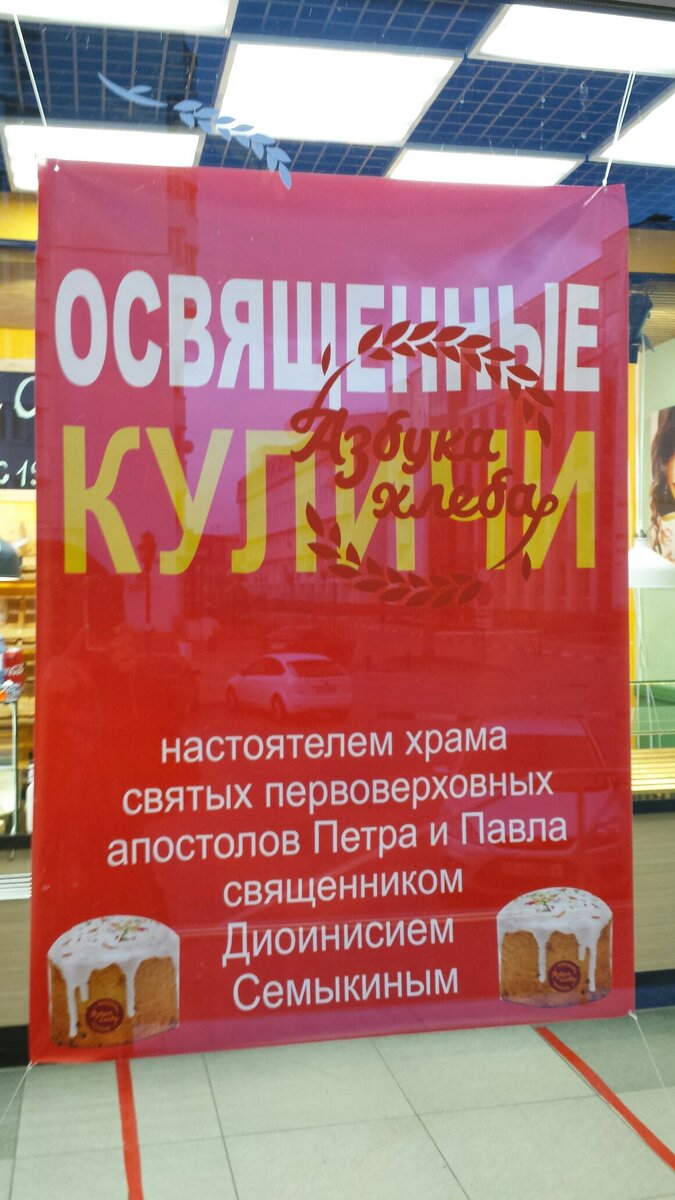 ОСВЯЩЕННЫЕ
КУЛИЧИ
Азбука
хлеба
настоятелем храма
святых первоверховных
апостолов Петра и Павла
священником
Диоинисием
Семыкиным